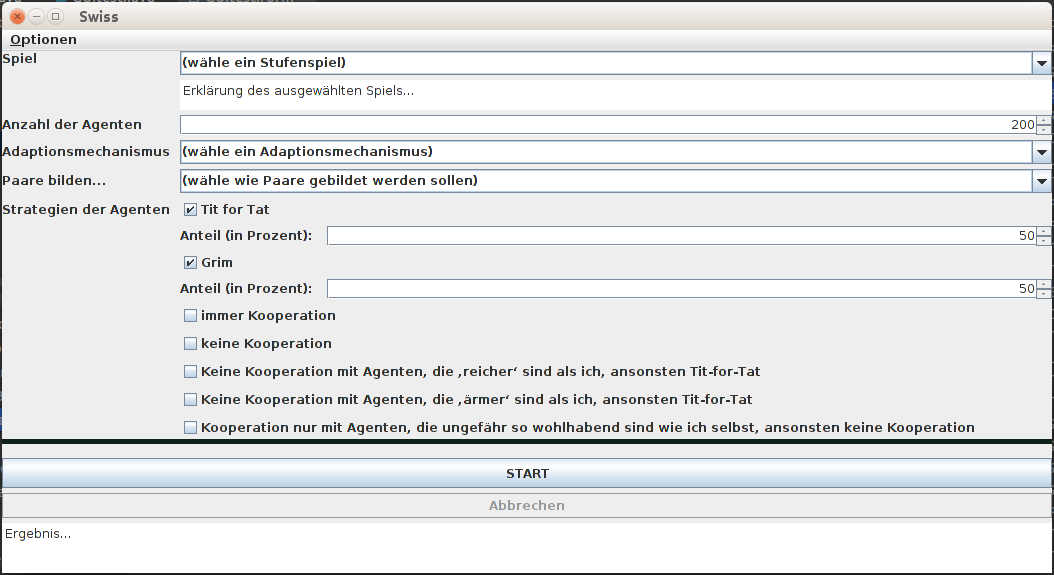 Swiss
Optionen
Spiel
(wähle ein Stufenspiel)
Erklärung des ausgewählten Spiels...
Anzahl der Agenten
200
Adaptionsmechanismus
(wähle ein Adaptionsmechanismus)
Paare bilden...
(wähle wie Paare gebildet werden sollen)
Strategien der Agenten
Tit for Tat
Anteil (in Prozent):
50
Grim
Anteil (in Prozent):
50
immer Kooperation
keine Kooperation
Keine Kooperation mit Agenten, die ‚reicher‘ sind als ich, ansonsten Tit-for-Tat
Keine Kooperation mit Agenten, die ‚ärmer‘ sind als ich, ansonsten Tit-for-Tat
Kooperation nur mit Agenten, die ungefähr so wohlhabend sind wie ich selbst, ansonsten keine Kooperation
START
Abbrechen
Ergebnis...